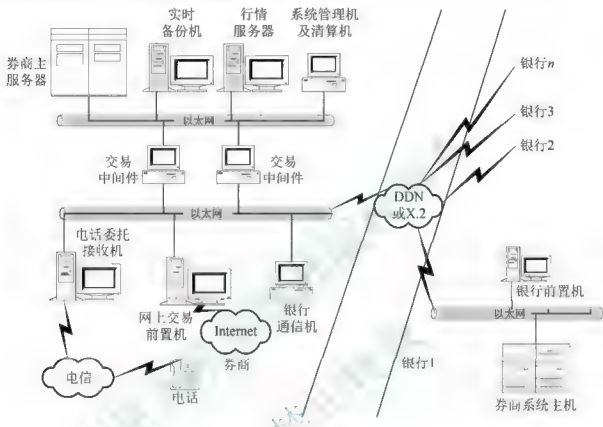 实时
备份机
行情
服务器
系统管理机
及清算机
券商主
服务器
以太网
交易
中间件
交易
中间件
以太网
电话委托
接收机
网上交易
前置机
Internet
券商
银行
通信机
电信
电话
DDN
或X.2
银行n
银行3
银行2
银行前置机
以太网
银行1
券商系统主机